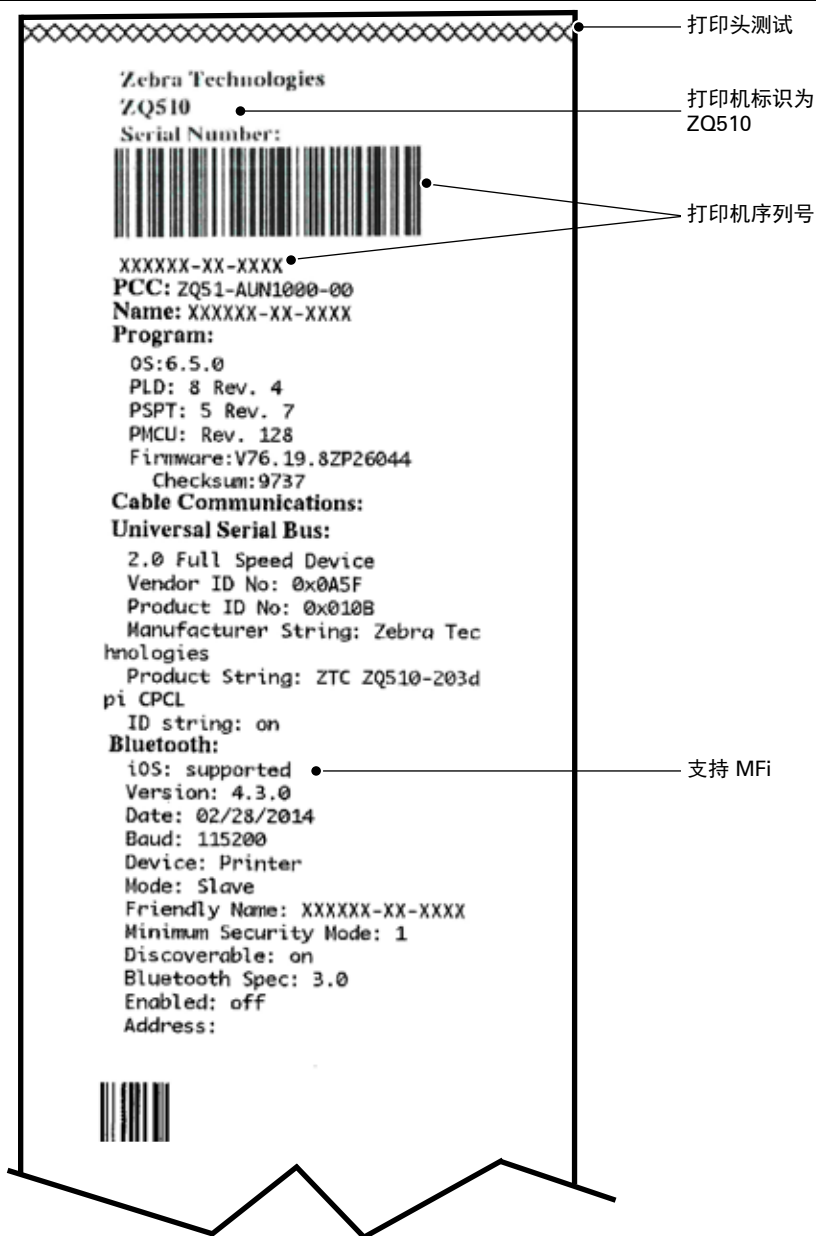 打印头测试
Zebra Technologies
ZQ510
打印机标识为
ZQ510
Serial Number:
打印机序列号
XXXXXX-XX-XXXX
PCC: ZQ51-AUN1000-00
Name: XXXXXX-XX-XXXX
Program:
OS:6.5.0
PLD: 8 Rev. 4
PSPT: 5 Rev. 7
PMCU: Rev. 128
Firmware:V76.19.8ZP26044
Checksum:9737
Cable Communications:
Universal Serial Bus:
2.0 Full Speed Device
Vendor ID No: 0x0A5F
Product ID No: 0x010B
Manufacturer String: Zebra Tec
hnologies
Product String: ZTC ZQ510-203d
pi CPCL
ID string: on
Bluetooth:
iOS: supported
支持 MFi
Version: 4.3.0
Date: 02/28/2014
Baud: 115200
Device: Printer
Mode: Slave
Friendly Name: XXXXXX-XX-XXXX
Minimum Security Mode: 1
Discoverable: on
Bluetooth Spec: 3.0
Enabled: off
Address: